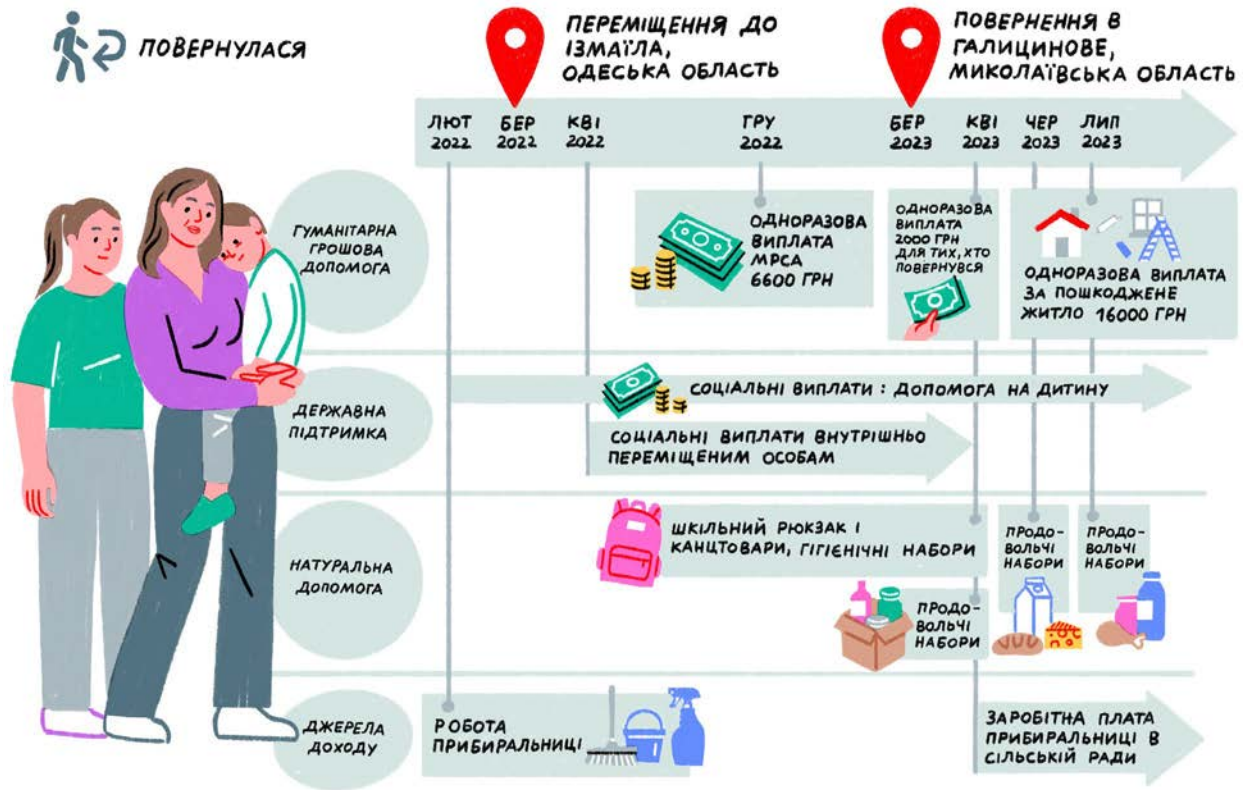 ПОВЕРНУЛАСЯ
ПЕРЕМІЩЕННЯ ДО
ІЗМАЇЛА,
ОДЕСЬКА ОБЛАСТЬ
ПОВЕРНЕННЯ В
ГАЛИЦИНОВЕ,
МИКОЛАЇВСЬКА ОБЛАСТЬ
ЛЮТ
2022
БЕР
2022
КВІ
2022
ГРУ
2022
БЕР
2023
КВІ
2023
ЧЕР
2023
ЛИП
2023
ГУМАНІТАРНА
ГРОШОВА
ДОПОМОГА
ОДНОРАЗОВА
ВИПЛАТА
МРСА
6600 ГРН
ОДНОРАЗОВА
ВИПЛАТА
2000 ГРН
ДЛЯ ТИХ, ХТО
ПОВЕРНУВСЯ
ОДНОРАЗОВА ВИПЛАТА
ЗА ПОШКОДЖЕНЕ
ЖИТЛО 16000 ГРН
ДЕРЖАВНА
ПІДТРИМКА
СОЦІАЛЬНІ ВИПЛАТИ : ДОПОМОГА НА ДИТИНУ
СОЦІАЛЬНІ ВИПЛАТИ ВНУТРІШНЬО
ПЕРЕМІЩЕНИМ ОСОБАМ
НАТУРАЛЬНА
ДОПОМОГА
ШКІЛЬНИЙ РЮКЗАК І
КАНЦТОВАРИ, ГІГІЄНІЧНІ НАБОРИ
ПРОДО-
ВОЛЬЧІ
НАБОРИ
ПРОДО-
ВОЛЬЧІ
НАБОРИ
ПРОДО-
ВОЛЬЧІ
НАБОРИ
ДЖЕРЕЛА
ДОХОДУ
РОБОТА
ПРИБИРАЛЬНИЦІ
ЗАРОБІТНА ПЛАТА
ПРИБИРАЛЬНИЦІ В
СІЛЬСЬКІЙ РАДИ